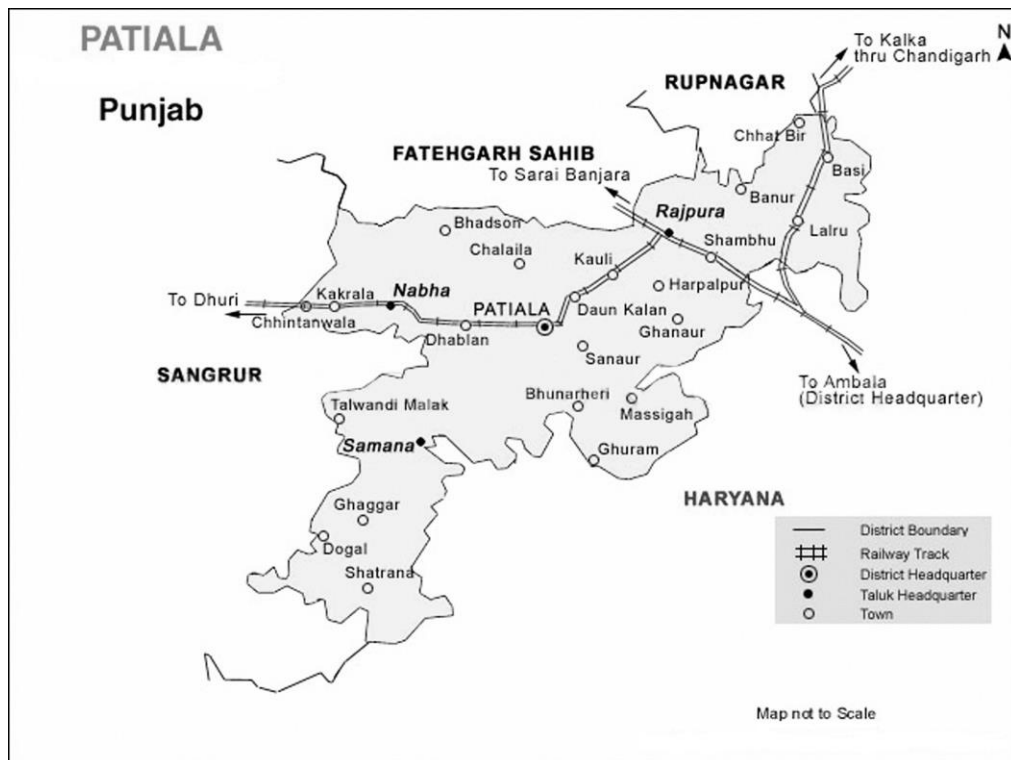 PATIALA
Punjab
N
To Kalka
thru Chandigarh
RUPNAGAR
Chhat Bir
FATEHGARH SAHIB
To Sarai Banjara
Basi
Banur
Rajpura
Bhadson
Lalru
Shambhu
Chalaila
Kauli
Harpalpur
To Dhuri
Kakrala
Nabha
PATIALA
Daun Kalan
Chhintanwala
Dhablan
Ghanaur
Sanaur
SANGRUR
To Ambala
(District Headquarter)
Bhunarheri
Massigah
Talwandi Malak
Samana
Ghuram
HARYANA
Ghaggar
Dogal
Shatrana
District Boundary
Railway Track
District Headquarter
Taluk Headquarter
Town
Map not to Scale